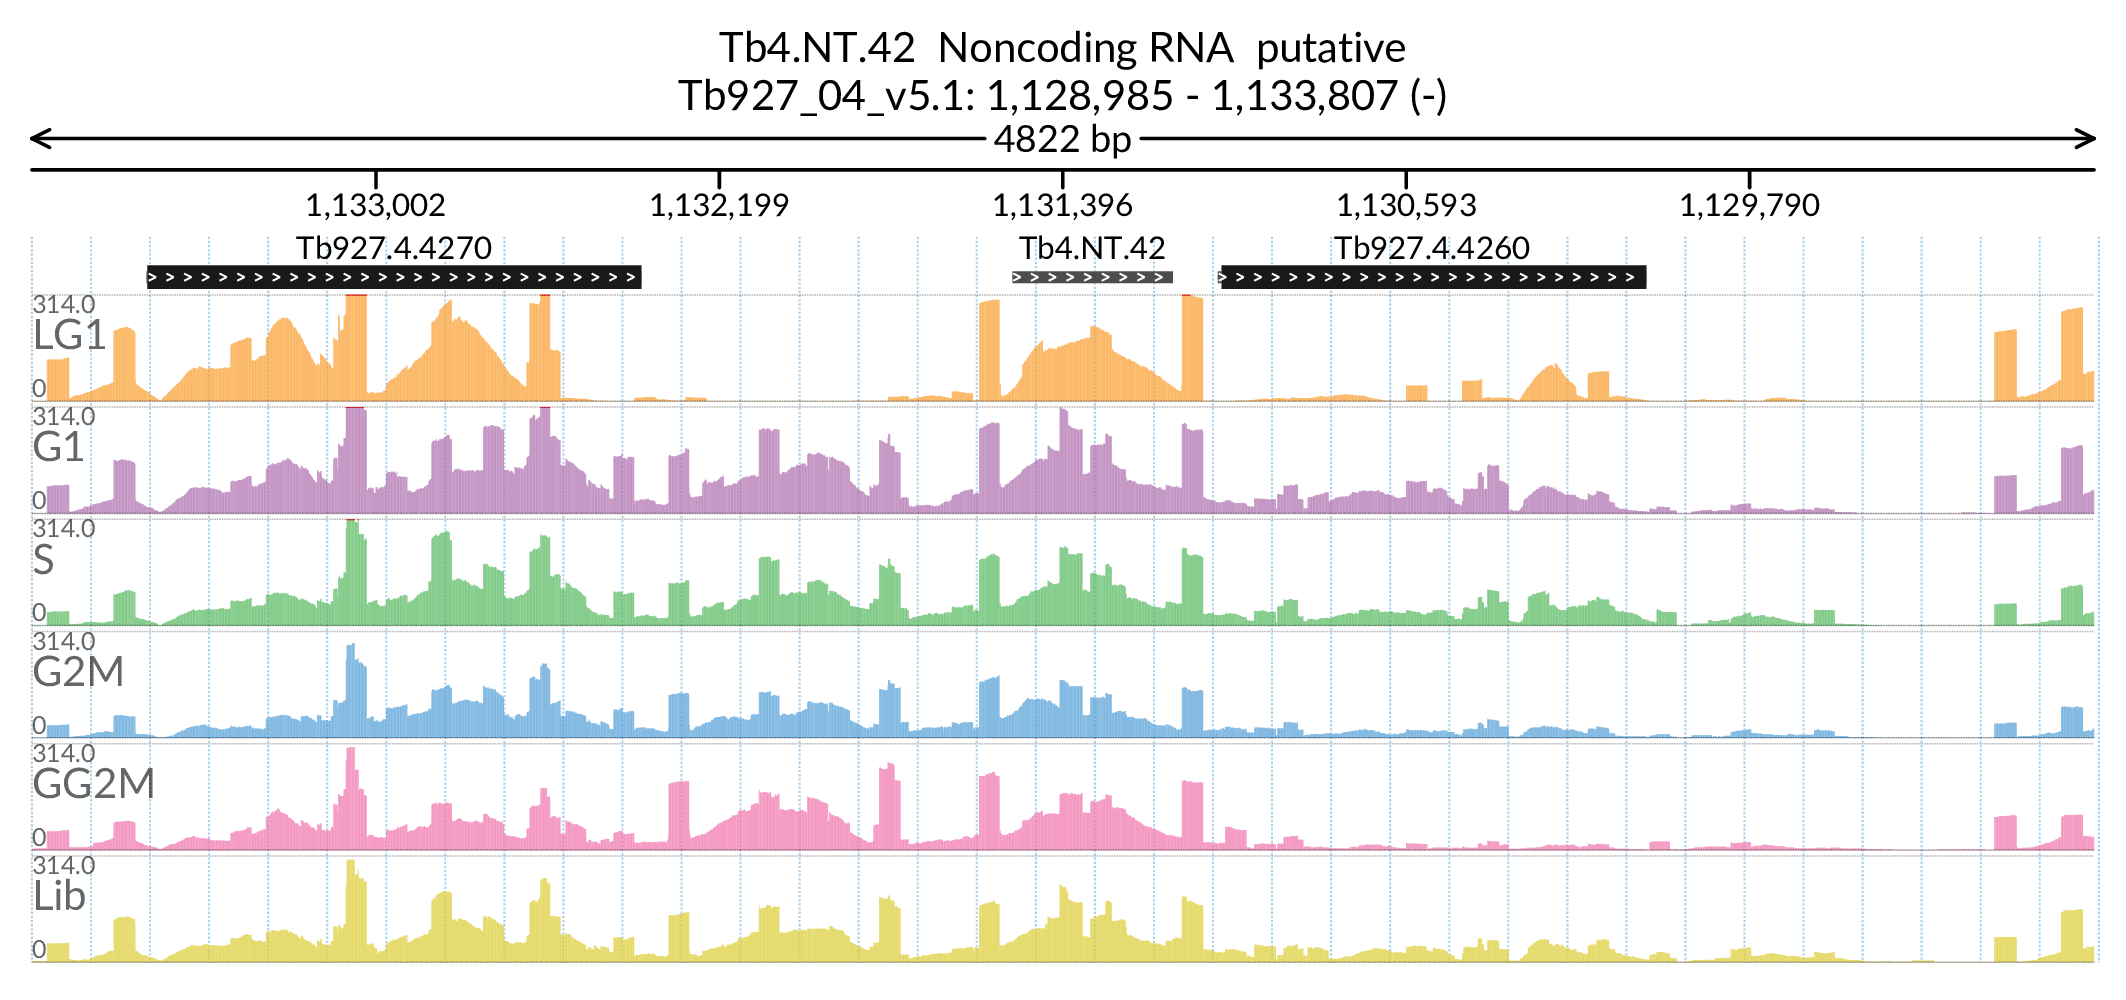 Tb4.NT.42 Noncoding RNA putative
Tb927_04_v5.1: 1,128,985 - 1,133,807 (-)
4822 bp
1,133,002 1,132,199 1,131,396 1,130,593 1,129,790
Tb927.4.4270 Tb4.NT.42 Tb927.4.4260
314.0
LG1
0
314.0
G1
0
314.0
S
0
314.0
G2M
0
314.0
GG2M
0
314.0
Lib
0